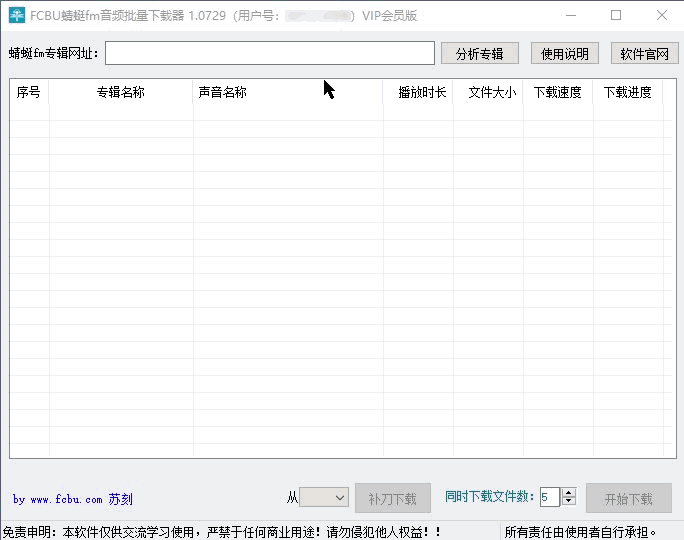 FCBU蜻蜓fm音频批量下载器 1.0729（用户号: ）VIP会员版
蜻蜓fm专辑网址: 分析专辑 使用说明 软件官网
序号 专辑名称 声音名称 播放时长 文件大小 下载速度 下载进度
by www.fcbu.com 苏刻 从 补刀下载 同时下载文件数: 5 开始下载
免责申明: 本软件仅供交流学习使用，严禁于任何商业用途! 请勿侵犯他人权益! ! 所有责任由使用者自行承担。